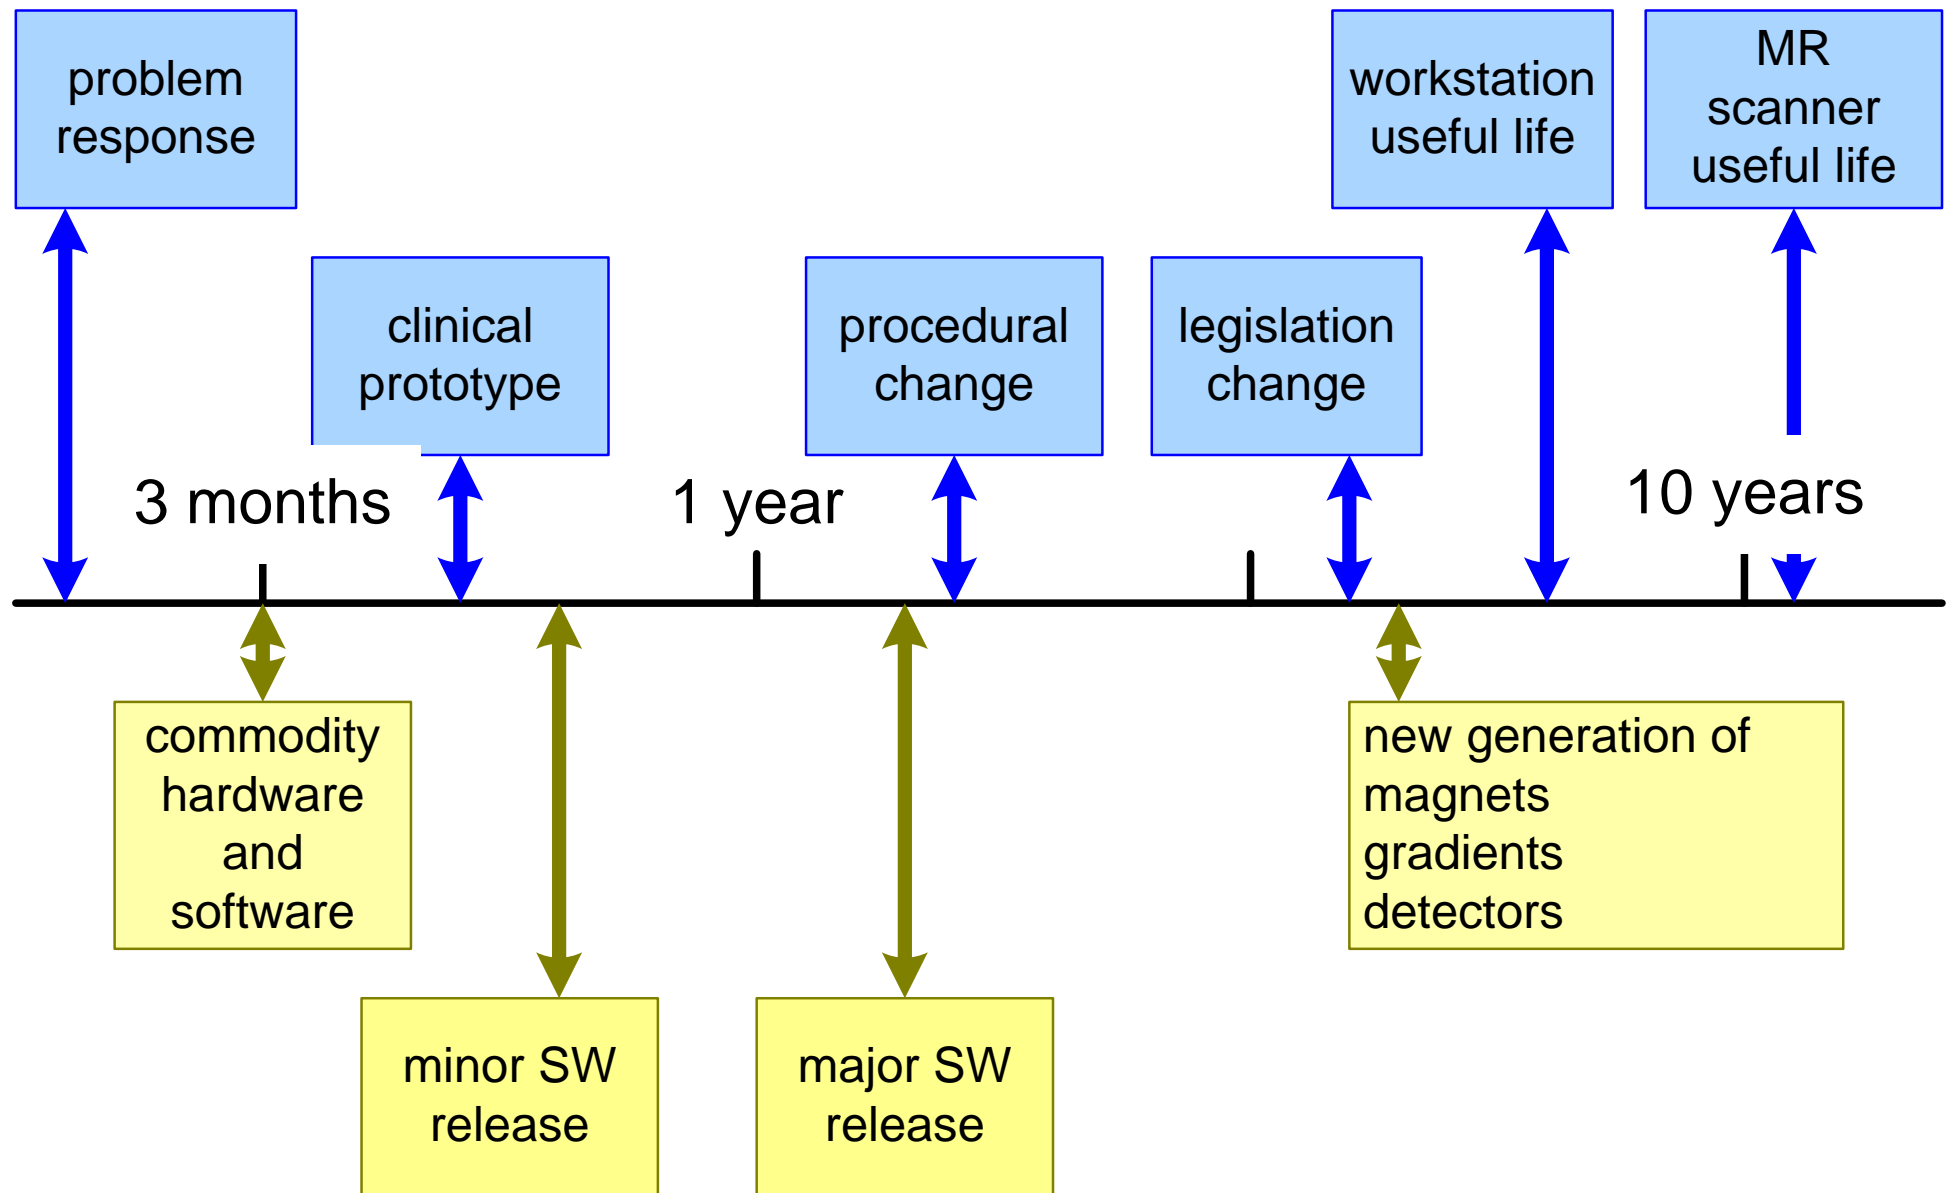 problem
response
workstation
useful life
MR
scanner
useful life
clinical
prototype
procedural
change
legislation
change
3 months
1 year
10 years
commodity
hardware
and
software
new generation of
magnets
gradients
detectors
minor SW
release
major SW
release